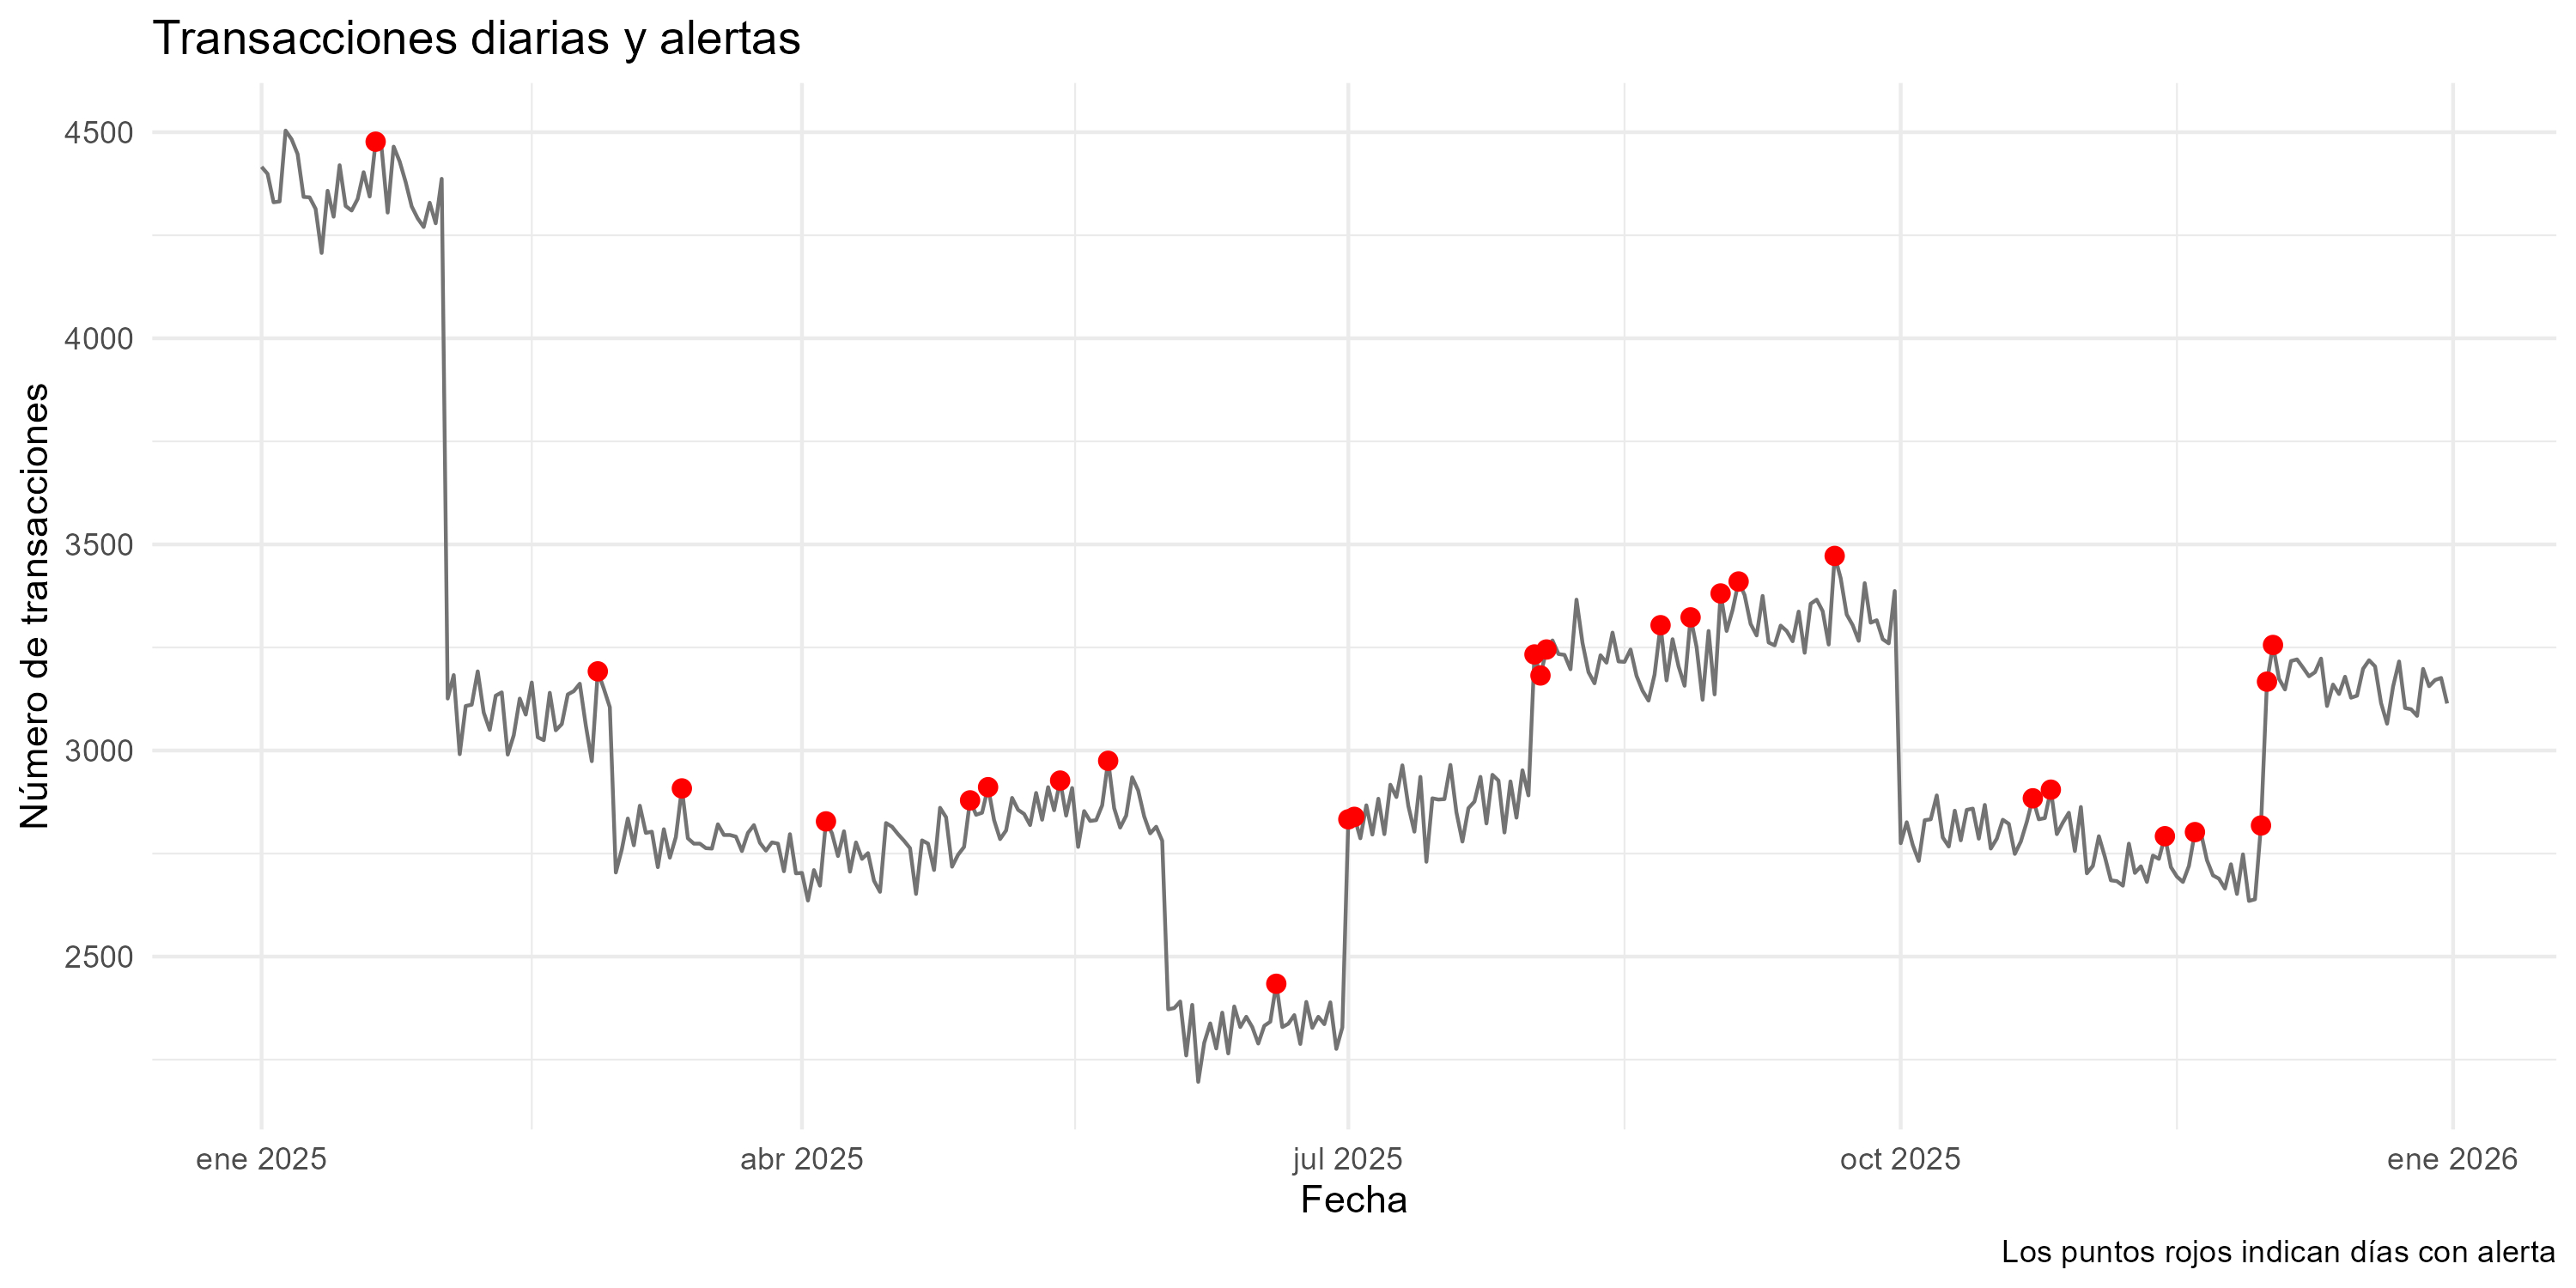 Transacciones diarias y alertas
Número de transacciones
4500
4000
3500
3000
2500
ene 2025
abr 2025
jul 2025
oct 2025
ene 2026
Fecha
Los puntos rojos indican días con alerta